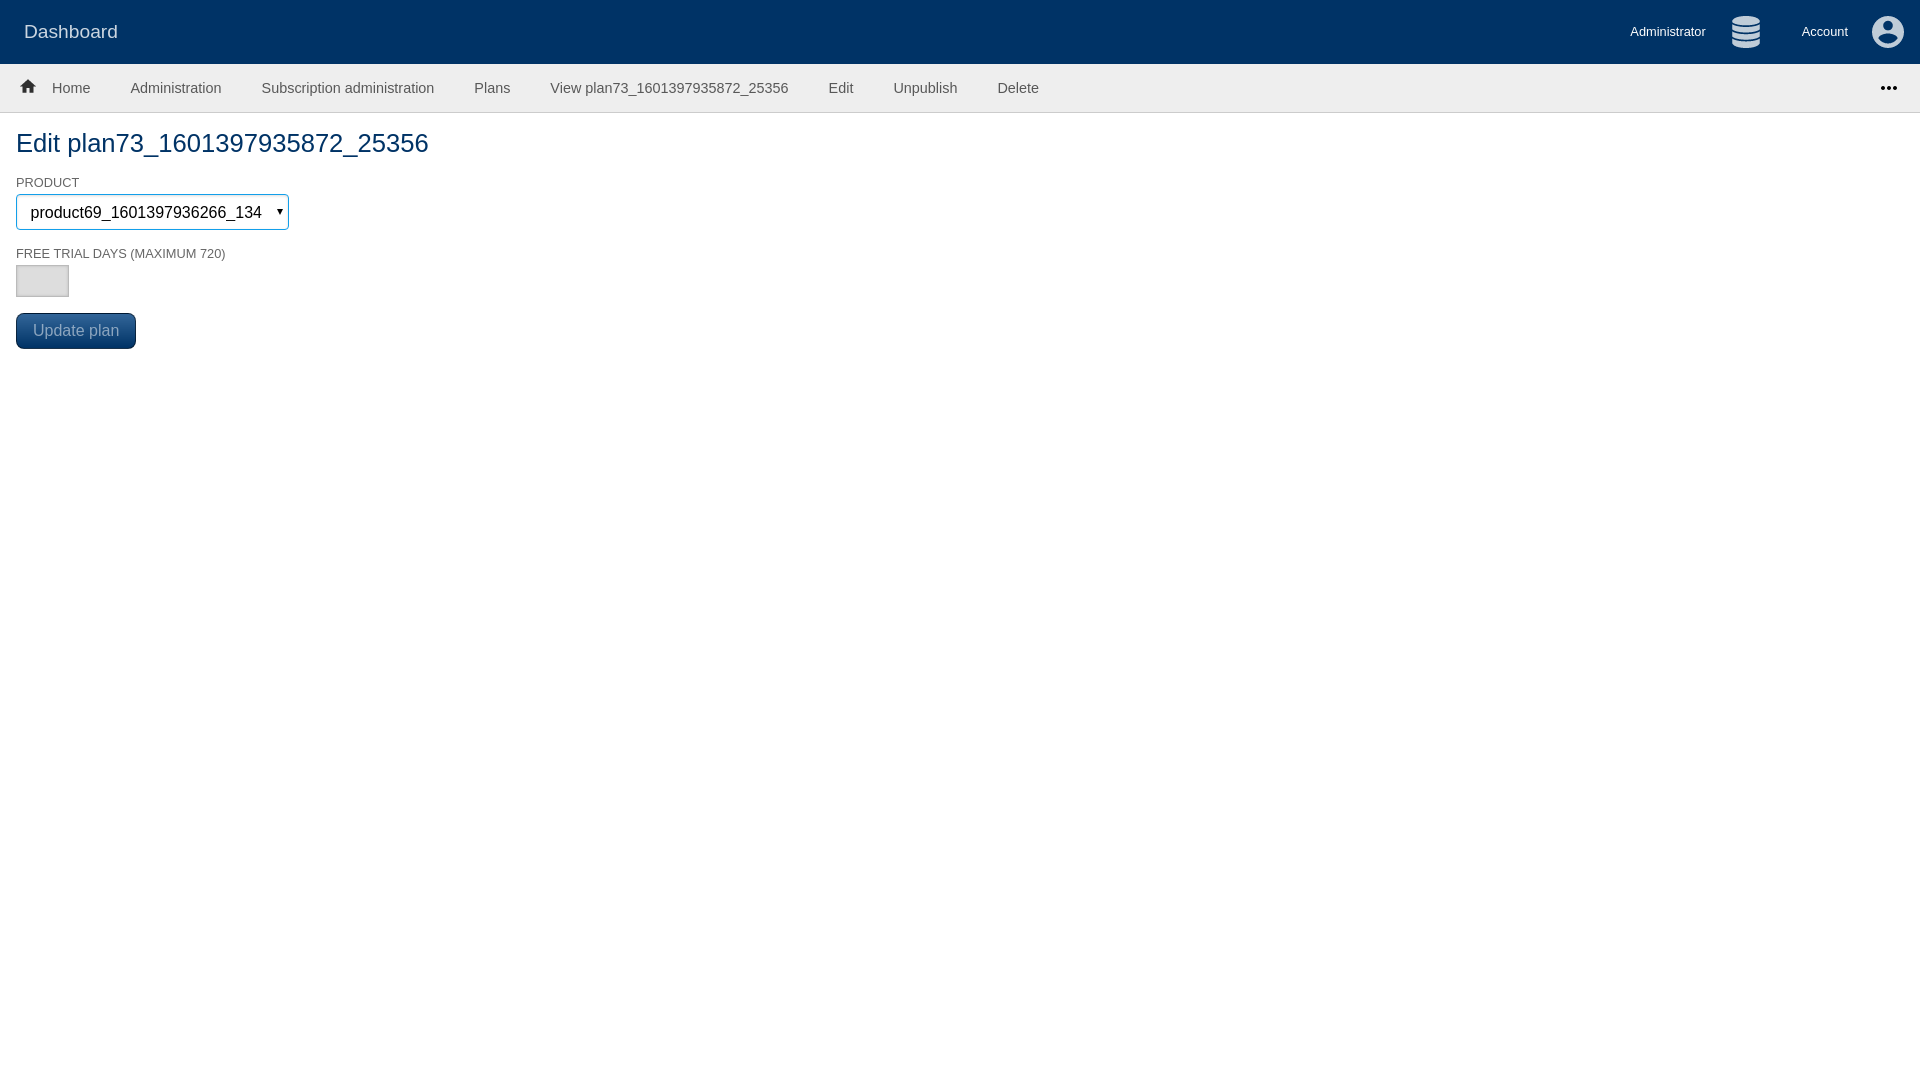 Dashboard
Administrator
Account
Home
Administration
Subscription administration
Plans
View plan73_1601397935872_25356
Edit
Unpublish
Delete
Edit plan73_1601397935872_25356
PRODUCT
product69_1601397936266_134
FREE TRIAL DAYS (MAXIMUM 720)
Update plan